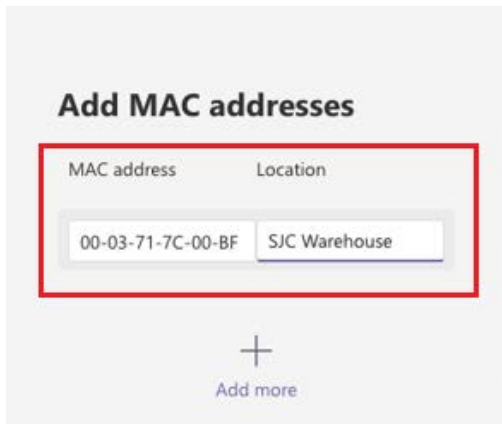 Add MAC addresses
MAC address Location
00-03-71-7C-00-BF SJC Warehouse
Add more